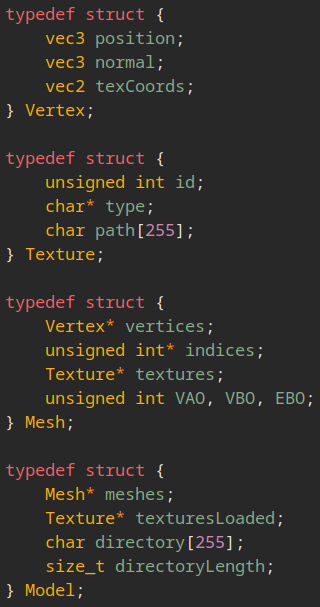 typedef struct {
    vec3 position;
    vec3 normal;
    vec2 texCoords;
} Vertex;

typedef struct {
    unsigned int id;
    char* type;
    char path[255];
} Texture;

typedef struct {
    Vertex* vertices;
    unsigned int* indices;
    Texture* textures;
    unsigned int VAO, VBO, EBO;
} Mesh;

typedef struct {
    Mesh* meshes;
    Texture* texturesLoaded;
    char directory[255];
    size_t directoryLength;
} Model;